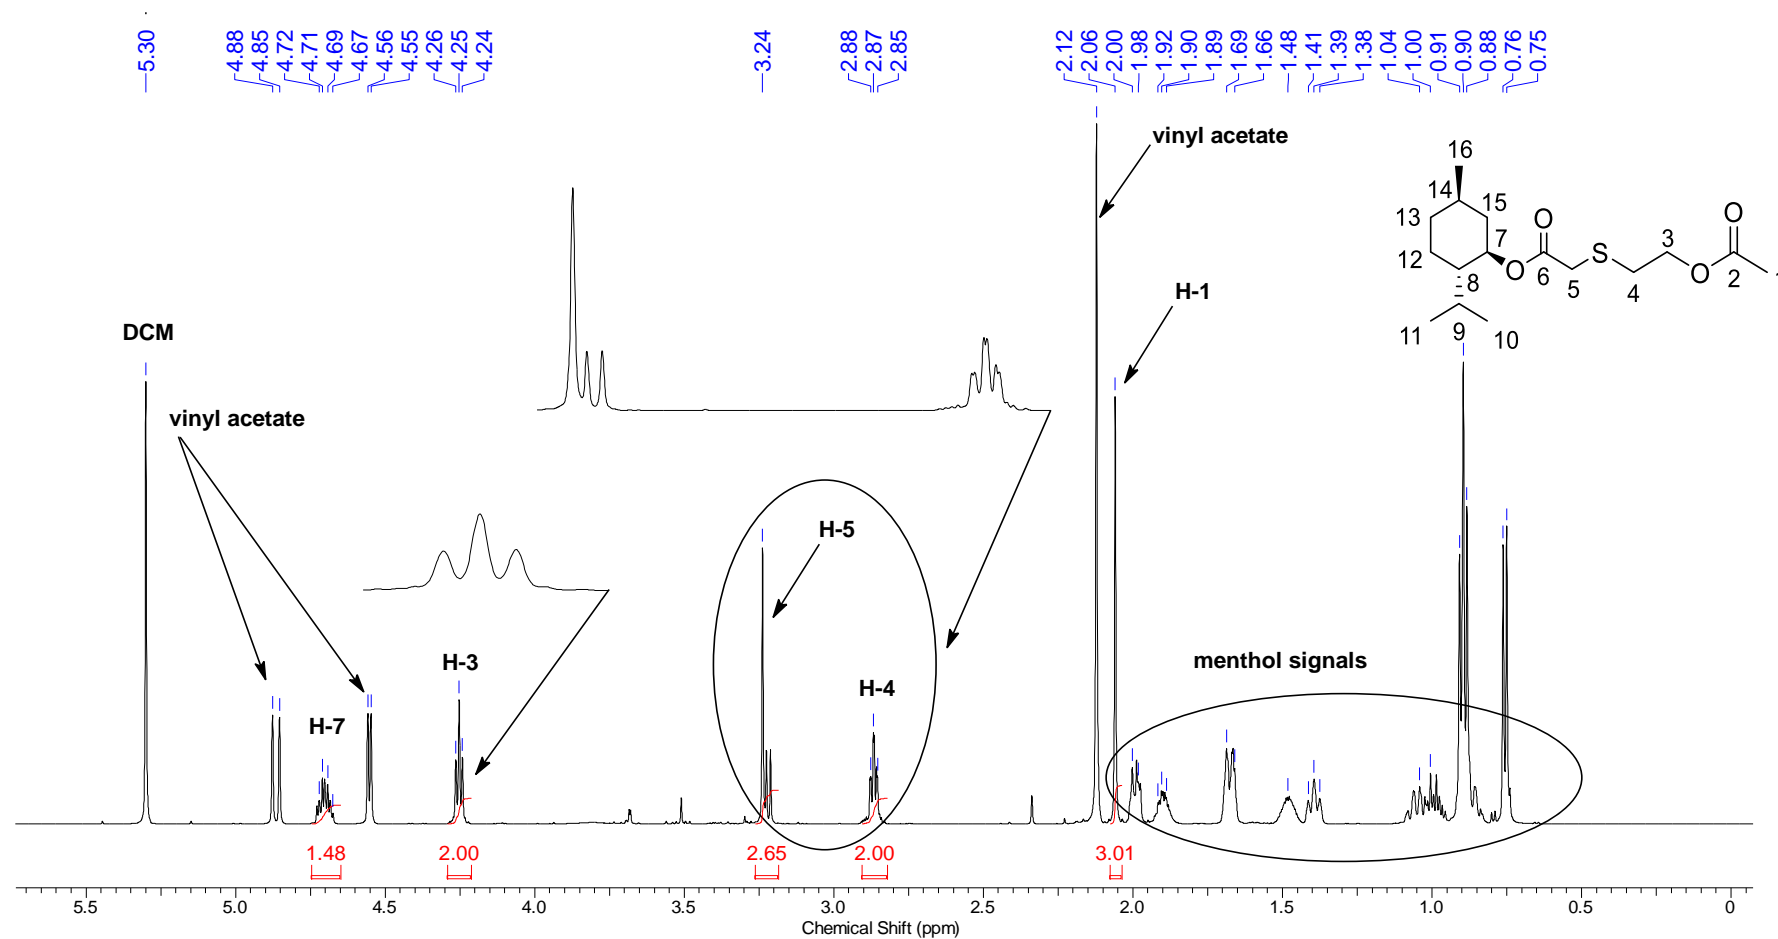 5.30 4.88 4.85 4.72 4.71 4.69 4.67 4.56 4.55 4.26 4.25 4.24 3.24 2.88 2.87 2.85 2.12 2.06 2.00 1.98 1.92 1.90 1.89 1.69 1.66 1.48 1.41 1.39 1.38 1.04 1.00 0.91 0.90 0.88 0.76 0.75
vinyl acetate
16
14
15
13
O
O
7
3
S
12
O
6
O
2
1
8
5
4
H-1
11
9
10
DCM
vinyl acetate
H-5
H-3
menthol signals
H-4
H-7
1.48
2.00
2.65
2.00
3.01
5.5 5.0 4.5 4.0 3.5 3.0 2.5 2.0 1.5 1.0 0.5 0
Chemical Shift (ppm)